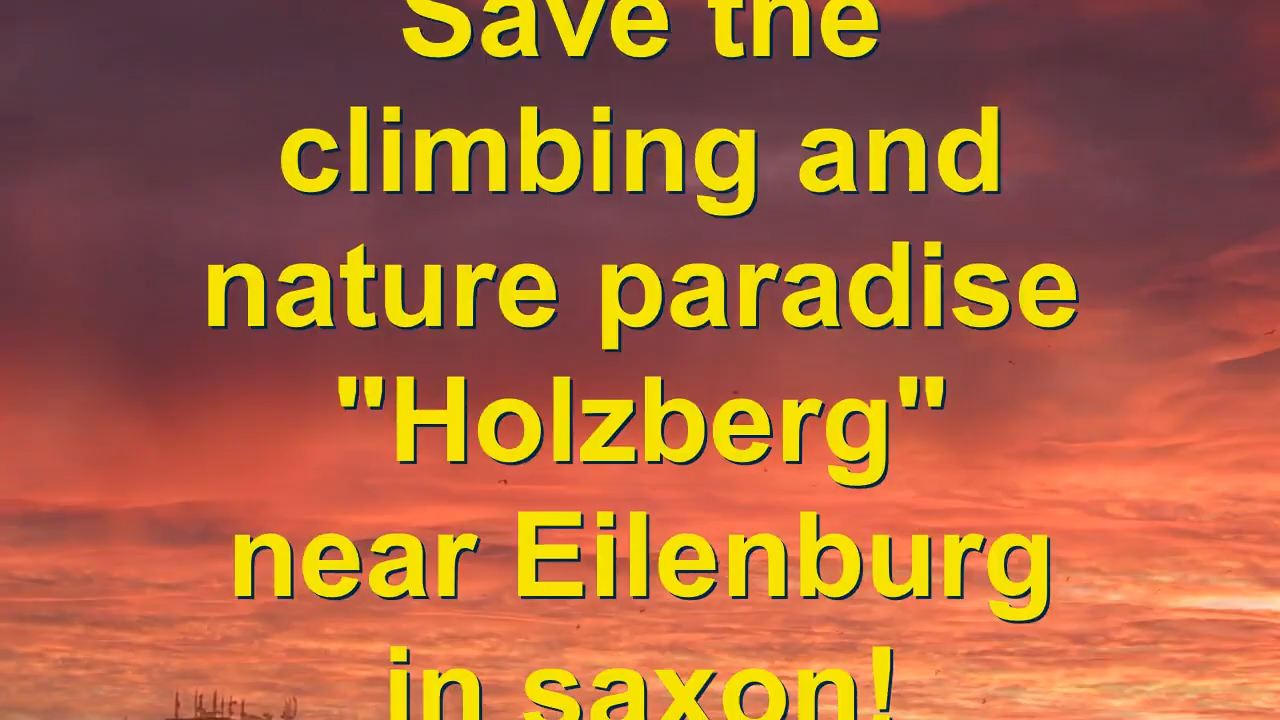 Save the
climbing and
nature paradise
"Holzberg"
near Eilenburg
in saxon!